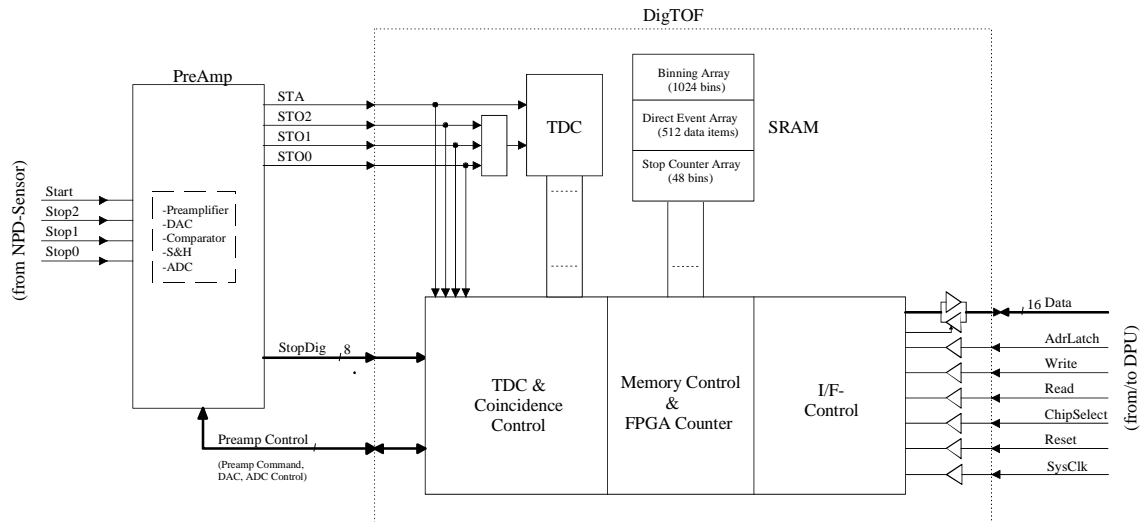 DigTOF
PreAmp
STA
STO2
STO1
STO0
TDC
Binning Array
(1024 bins)
Direct Event Array
(512 data items)
Stop Counter Array
(48 bins)
SRAM
(from NPD-Sensor)
Start
Stop2
Stop1
Stop0
-Preamplifier
-DAC
-Comparator
-S&H
-ADC
StopDig
8
TDC &
Coincidence
Control
Memory Control
&
FPGA Counter
I/F-
Control
16 Data
AdrLatch
Write
Read
ChipSelect
Reset
SysClk
(from/to DPU)
Preamp Control
(Preamp Command,
DAC, ADC Control)